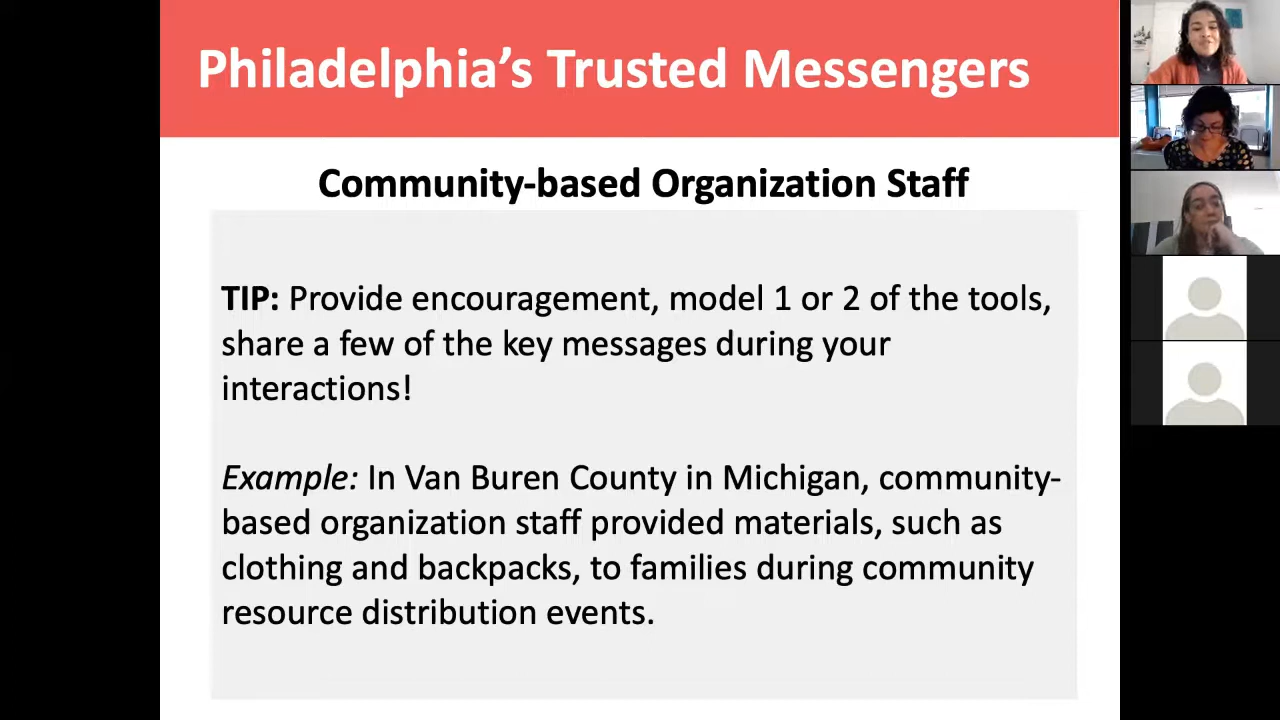 Philadelphia’s Trusted Messengers
Community-based Organization Staff
TIP: Provide encouragement, model 1 or 2 of the tools,
share a few of the key messages during your
interactions!
Example: In Van Buren County in Michigan, community-
based organization staff provided materials, such as
clothing and backpacks, to families during community
resource distribution events.